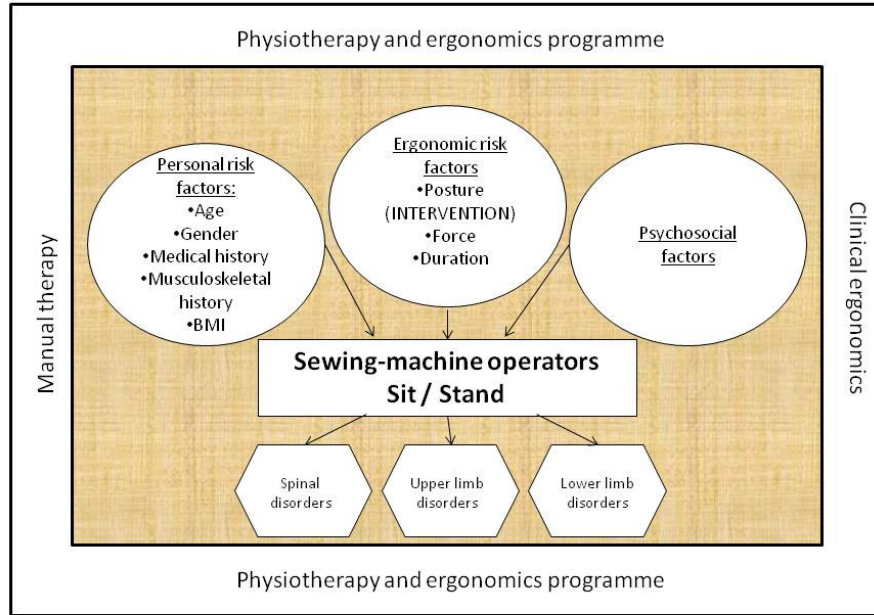 Physiotherapy and ergonomics programme
Manual therapy
Personal risk
factors:
•Age
•Gender
•Medical history
•Musculoskeletal
history
•BMI
Ergonomic risk
factors
•Posture
(INTERVENTION)
•Force
•Duration
Psychosocial
factors
Clinical ergonomics
Sewing-machine operators
Sit / Stand
Spinal
disorders
Upper limb
disorders
Lower limb
disorders
Physiotherapy and ergonomics programme